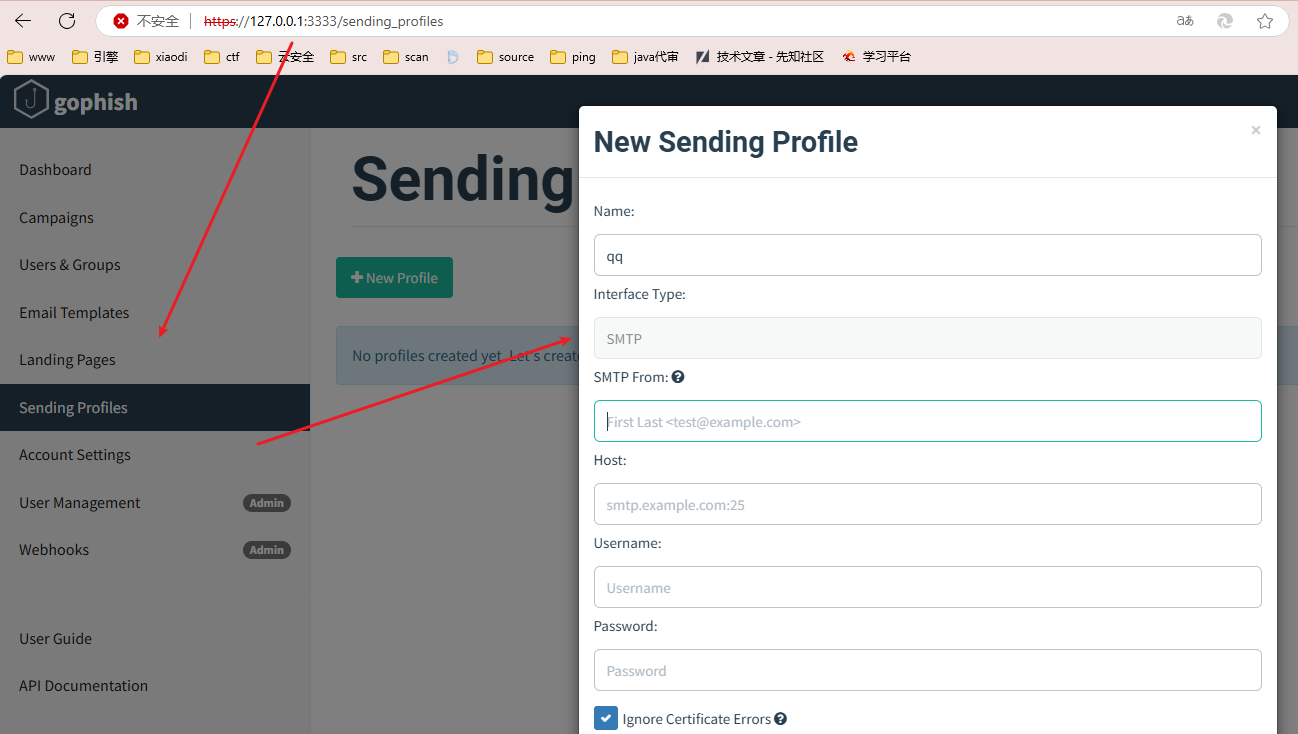 不安全 https://127.0.0.1:3333/sending_profiles aあ
www 引擎 xiaodi ctf 云安全 src scan source ping java代审 技术文章 - 先知社区 学习平台
gophish
New Sending Profile ×
Dashboard
Campaigns
Users & Groups
Email Templates
Landing Pages
Sending Profiles
Account Settings
User Management Admin
Webhooks Admin
User Guide
API Documentation
Sending
New Profile
No profiles created yet. Let's create
Name:
qq
Interface Type:
SMTP
SMTP From:
First Last <test@example.com>
Host:
smtp.example.com:25
Username:
Username
Password:
Password
Ignore Certificate Errors